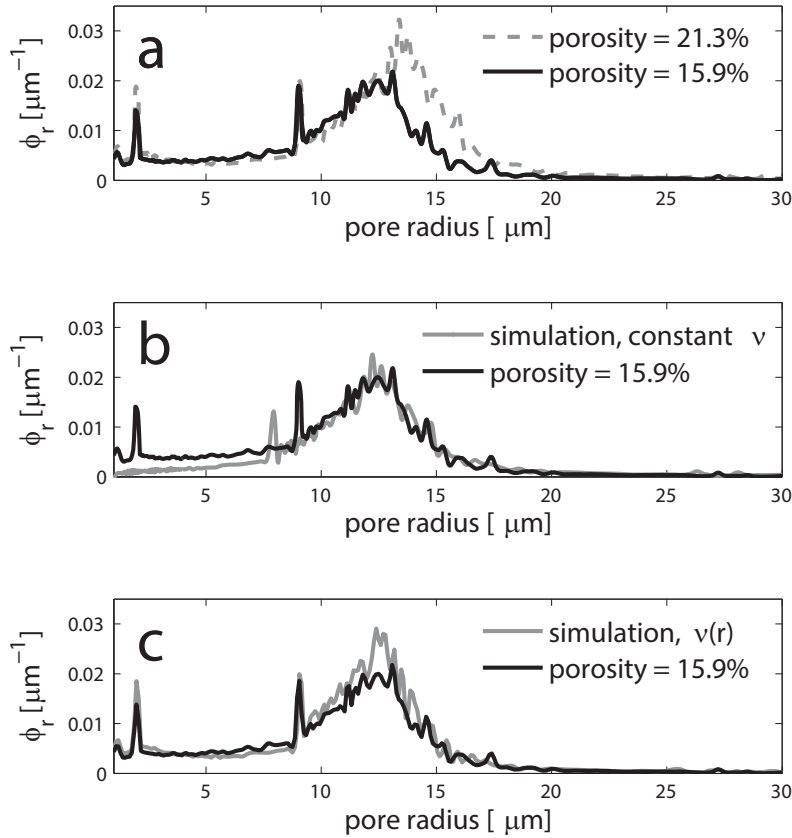 a
porosity = 21.3%
porosity = 15.9%
0.03
0.02
0.01
0
ϕr [μm−1]
5 10 15 20 25 30
pore radius [ μm]
b
simulation, constant ν
porosity = 15.9%
0.03
0.02
0.01
0
ϕr [μm−1]
5 10 15 20 25 30
pore radius [ μm]
c
simulation, ν(r)
porosity = 15.9%
0.03
0.02
0.01
0
ϕr [μm−1]
5 10 15 20 25 30
pore radius [ μm]